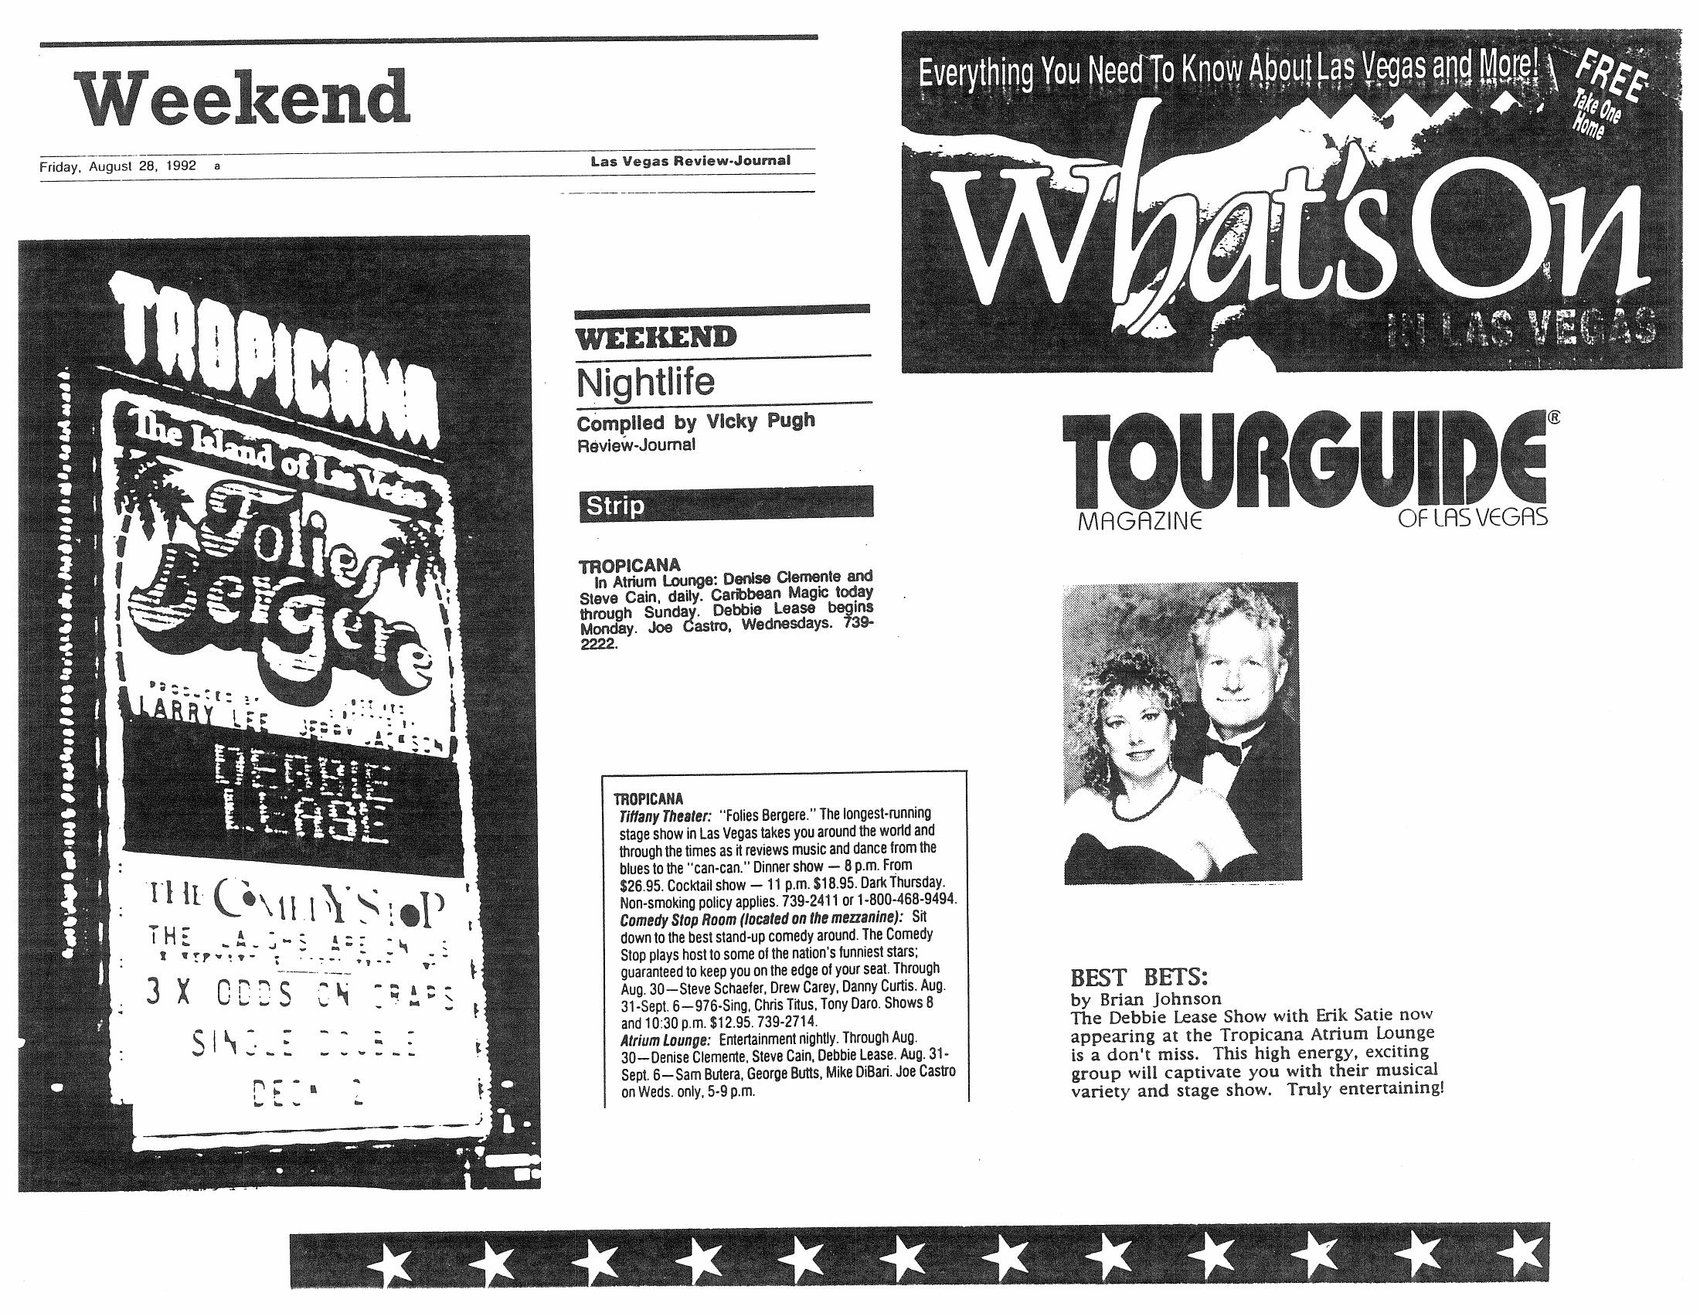 Weekend
Friday, August 28, 1992 a
Las Vegas Review-Journal
TROPICANA
The Island of Las Vegas
Folies
Bergere
PRODUCED BY
LARRY LEE JERRY JACKSON
DEBBIE
LEASE
THE COMEDY STOP
THE LAUGHS ARE ON US
3 X ODDS ON CRAPS
SINGLE DOUBLE
DECK 2
WEEKEND
Nightlife
Compiled by Vicky Pugh
Review-Journal
Strip
TROPICANA
In Atrium Lounge: Denise Clemente and
Steve Cain, daily. Caribbean Magic today
through Sunday. Debbie Lease begins
Monday. Joe Castro, Wednesdays. 739-
2222.
TROPICANA
Tiffany Theater: "Folies Bergere." The longest-running
stage show in Las Vegas takes you around the world and
through the times as it reviews music and dance from the
blues to the "can-can." Dinner show — 8 p.m. From
$26.95. Cocktail show — 11 p.m. $18.95. Dark Thursday.
Non-smoking policy applies. 739-2411 or 1-800-468-9494.
Comedy Stop Room (located on the mezzanine): Sit
down to the best stand-up comedy around. The Comedy
Stop plays host to some of the nation's funniest stars;
guaranteed to keep you on the edge of your seat. Through
Aug. 30—Steve Schaefer, Drew Carey, Danny Curtis. Aug.
31-Sept. 6—976-Sing, Chris Titus, Tony Daro. Shows 8
and 10:30 p.m. $12.95. 739-2714.
Atrium Lounge: Entertainment nightly. Through Aug.
30—Denise Clemente, Steve Cain, Debbie Lease. Aug. 31-
Sept. 6—Sam Butera, George Butts, Mike DiBari. Joe Castro
on Weds. only, 5-9 p.m.
Everything You Need To Know About Las Vegas and More!
FREE
Take One
Home
What's On
IN LAS VEGAS
TOURGUIDE®
MAGAZINE OF LAS VEGAS
BEST BETS:
by Brian Johnson
The Debbie Lease Show with Erik Satie now
appearing at the Tropicana Atrium Lounge
is a don't miss. This high energy, exciting
group will captivate you with their musical
variety and stage show. Truly entertaining!